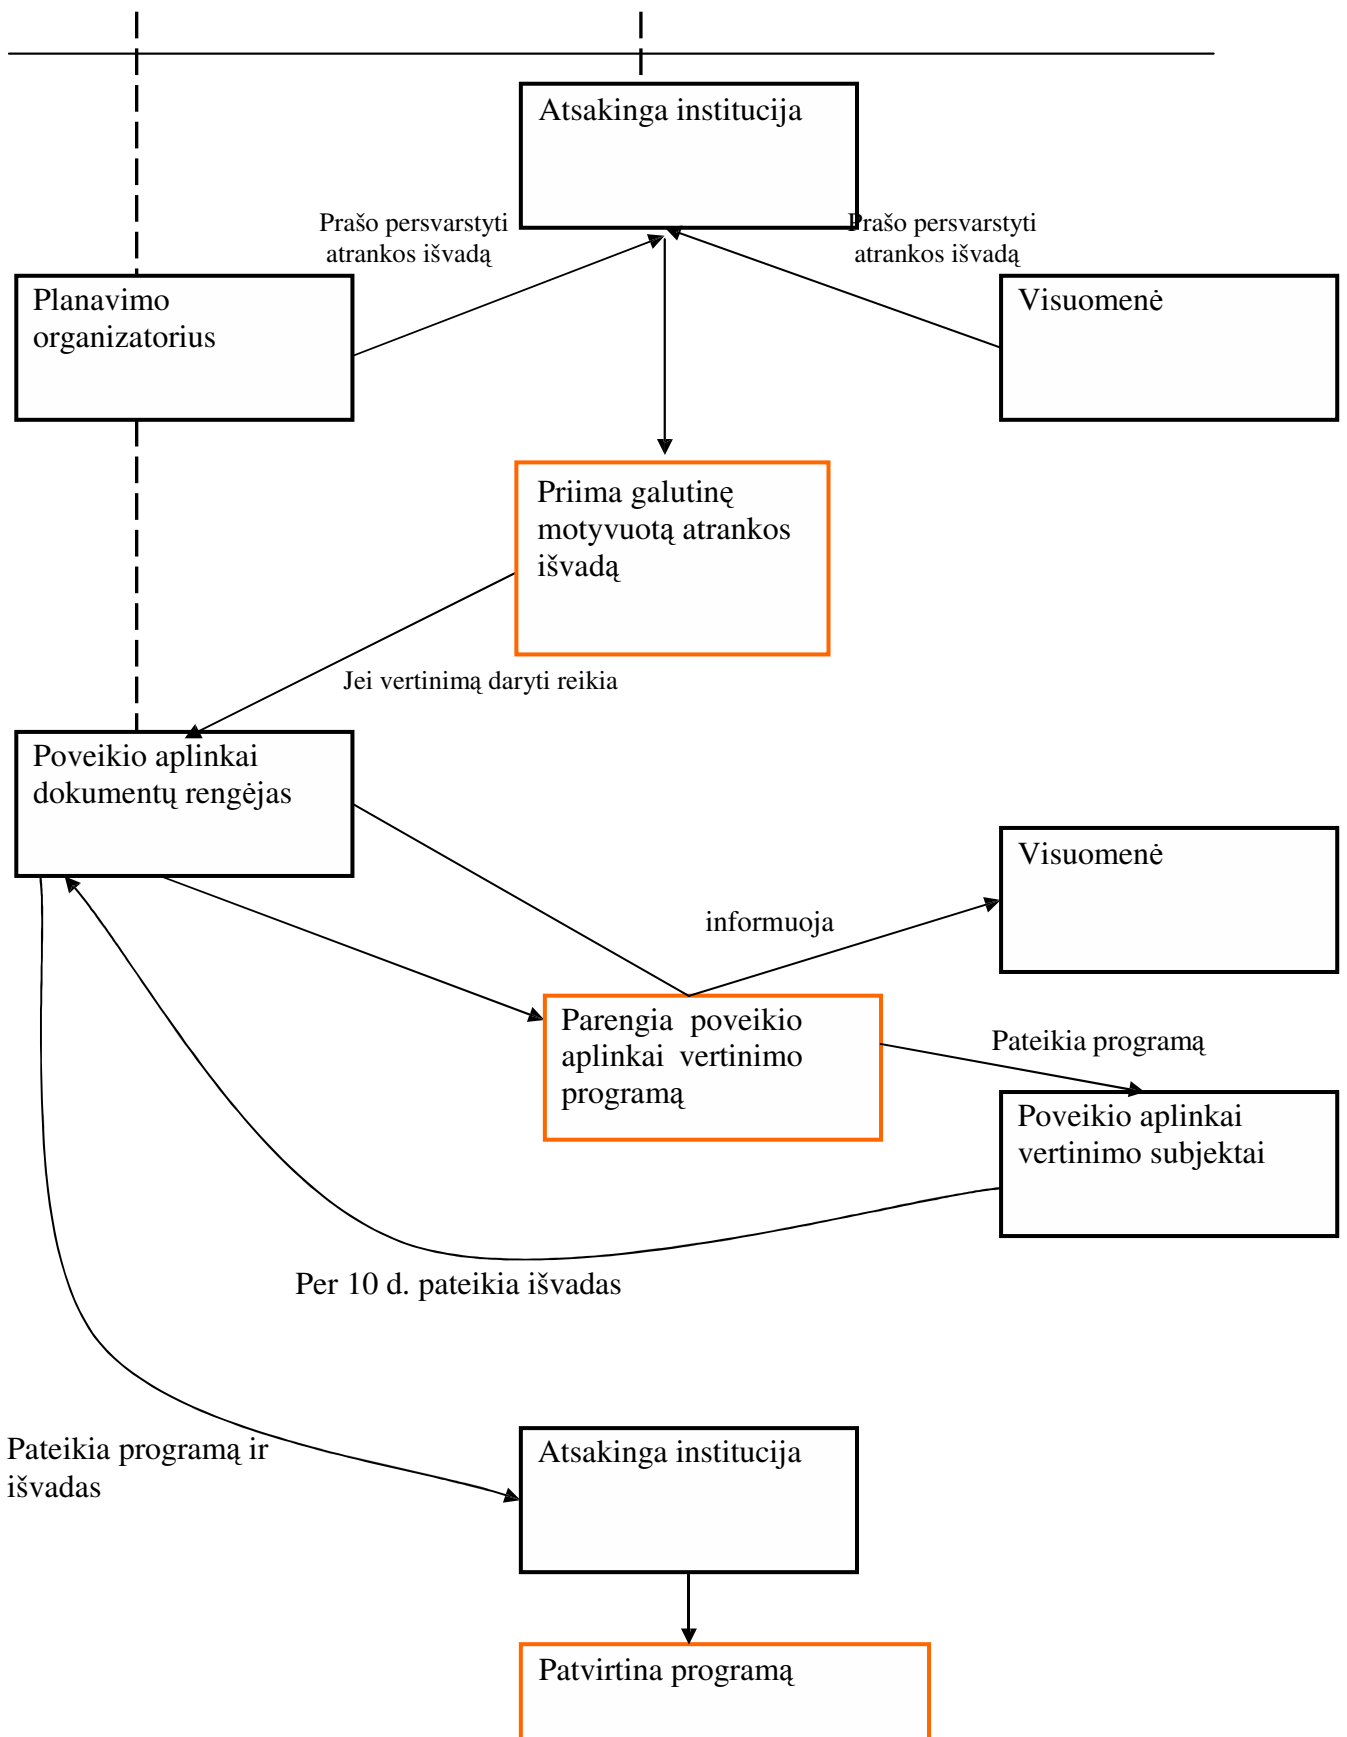 Atsakinga institucija
Prašo persvarstyti
atrankos išvadą
Prašo persvarstyti
atrankos išvadą
Planavimo
organizatorius
Visuomenė
Priima galutinę
motyvuotą atrankos
išvadą
Jei vertinimą daryti reikia
Poveikio aplinkai
dokumentų rengėjas
Visuomenė
informuoja
Parengia poveikio
aplinkai vertinimo
programą
Pateikia programą
Poveikio aplinkai
vertinimo subjektai
Per 10 d. pateikia išvadas
Pateikia programą ir
išvadas
Atsakinga institucija
Patvirtina programą